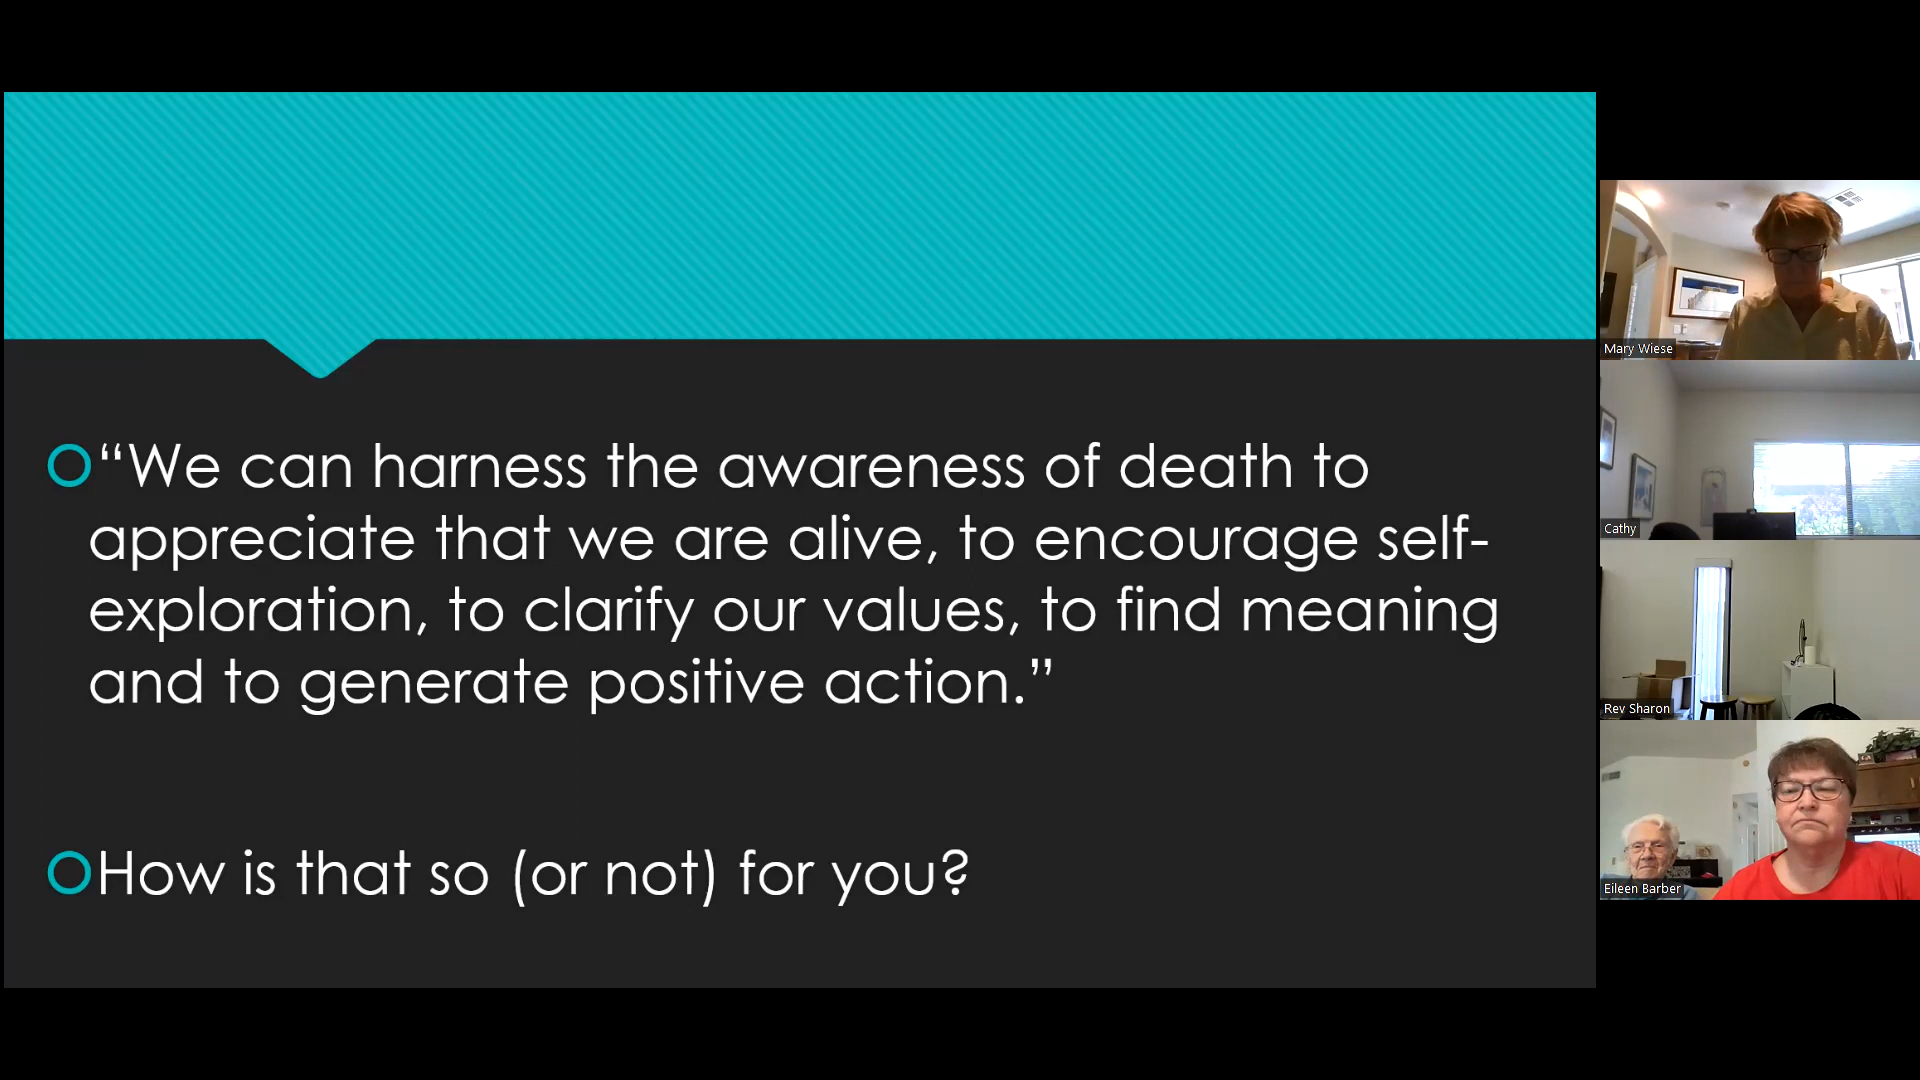 “We can harness the awareness of death to
appreciate that we are alive, to encourage self-
exploration, to clarify our values, to find meaning
and to generate positive action.”
How is that so (or not) for you?
Mary Wiese
Cathy
Rev Sharon
Eileen Barber